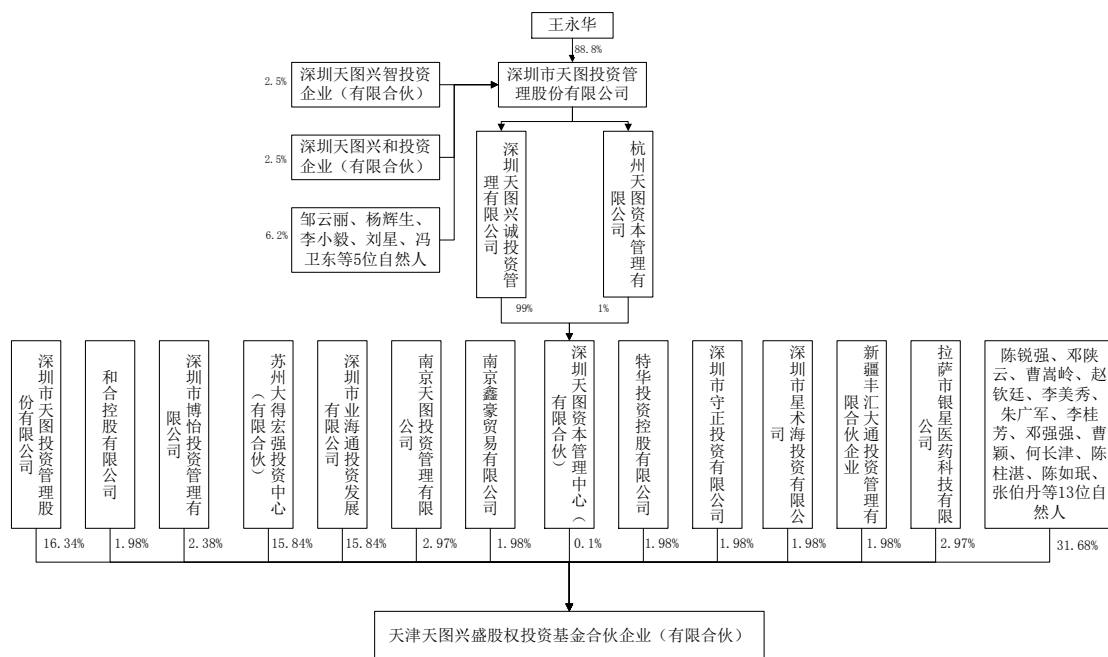 王永华
88.8%
深圳天图兴智投资
企业（有限合伙）
2.5%
深圳市天图投资管
理股份有限公司
深圳天图兴和投资
企业（有限合伙）
2.5%
邹云丽、杨辉生、
李小毅、刘星、冯
卫东等5位自然人
6.2%
深圳天图兴诚投资管
理有限公司
杭州天图资本管理有
限公司
99%
1%
深圳市天图投资管理股
份有限公司
和合控股有限公司
深圳市博怡投资管理有
限公司
苏州大得宏强投资中心
（有限合伙）
深圳市业海通投资发展
有限公司
南京天图投资管理有限
公司
南京鑫豪贸易有限公司
深圳天图资本管理中心（
有限合伙）
特华投资控股有限公司
深圳市守正投资有限公司
深圳市星术海投资有限公
司
新疆丰汇大通投资管理有
限合伙企业
拉萨市银星医药科技有限
公司
陈锐强、邓陕
云、曹嵩岭、赵
钦廷、李美秀、
朱广军、李桂
芳、邓强强、曹
颖、何长津、陈
柱湛、陈如珉、
张伯丹等13位自
然人
16.34%
1.98%
2.38%
15.84%
15.84%
2.97%
1.98%
0.1%
1.98%
1.98%
1.98%
1.98%
2.97%
31.68%
天津天图兴盛股权投资基金合伙企业（有限合伙）